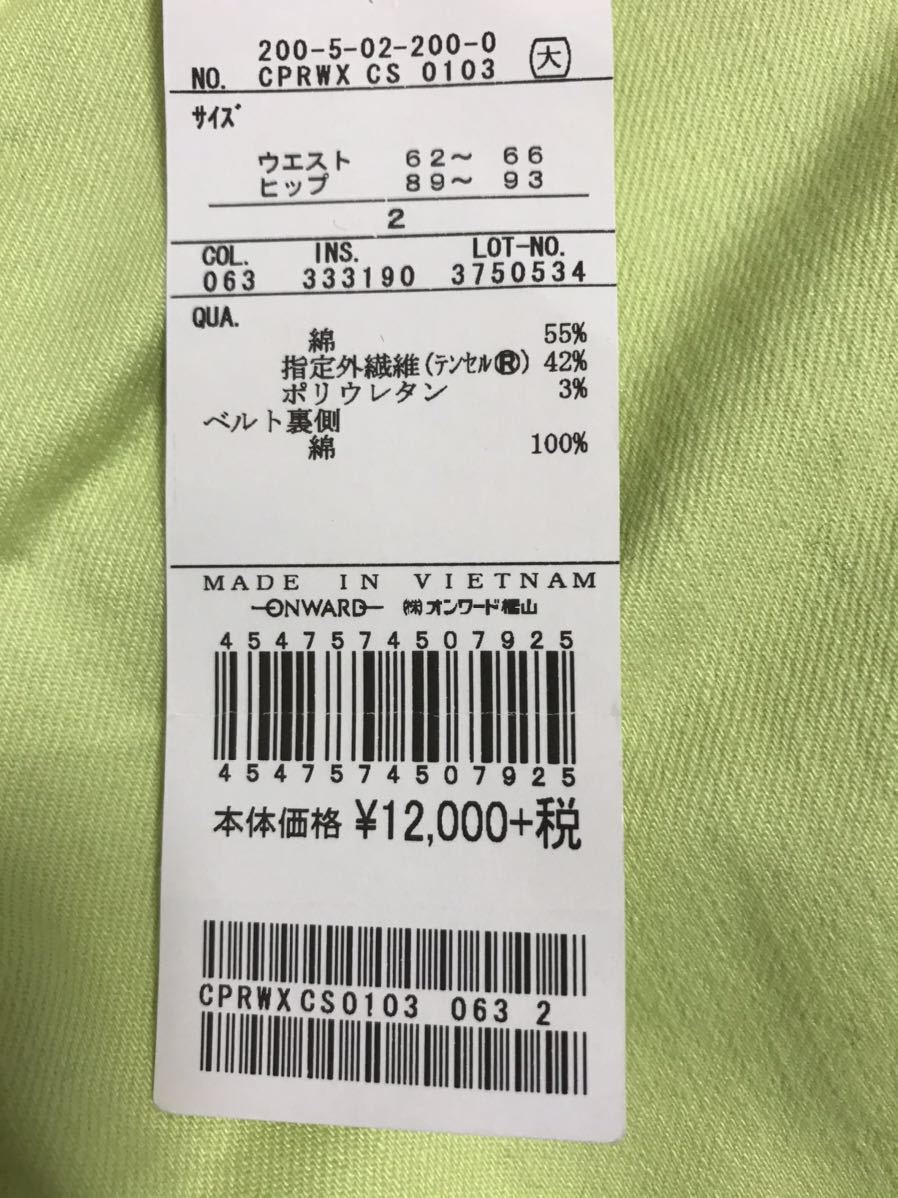 200-5-02-200-0
NO. CPRWX CS 0103 大
サイズ
ウエスト 62～ 66
ヒップ 89～ 93
2
COL. INS. LOT-NO.
063 333190 3750534
QUA.
綿 55%
指定外繊維(テンセル®) 42%
ポリウレタン 3%
ベルト裏側
綿 100%
MADE IN VIETNAM
ONWARD ㈱オンワード樫山
4547574507925
4547574507925
本体価格 ¥12,000+税
CPRWXCS0103 063 2